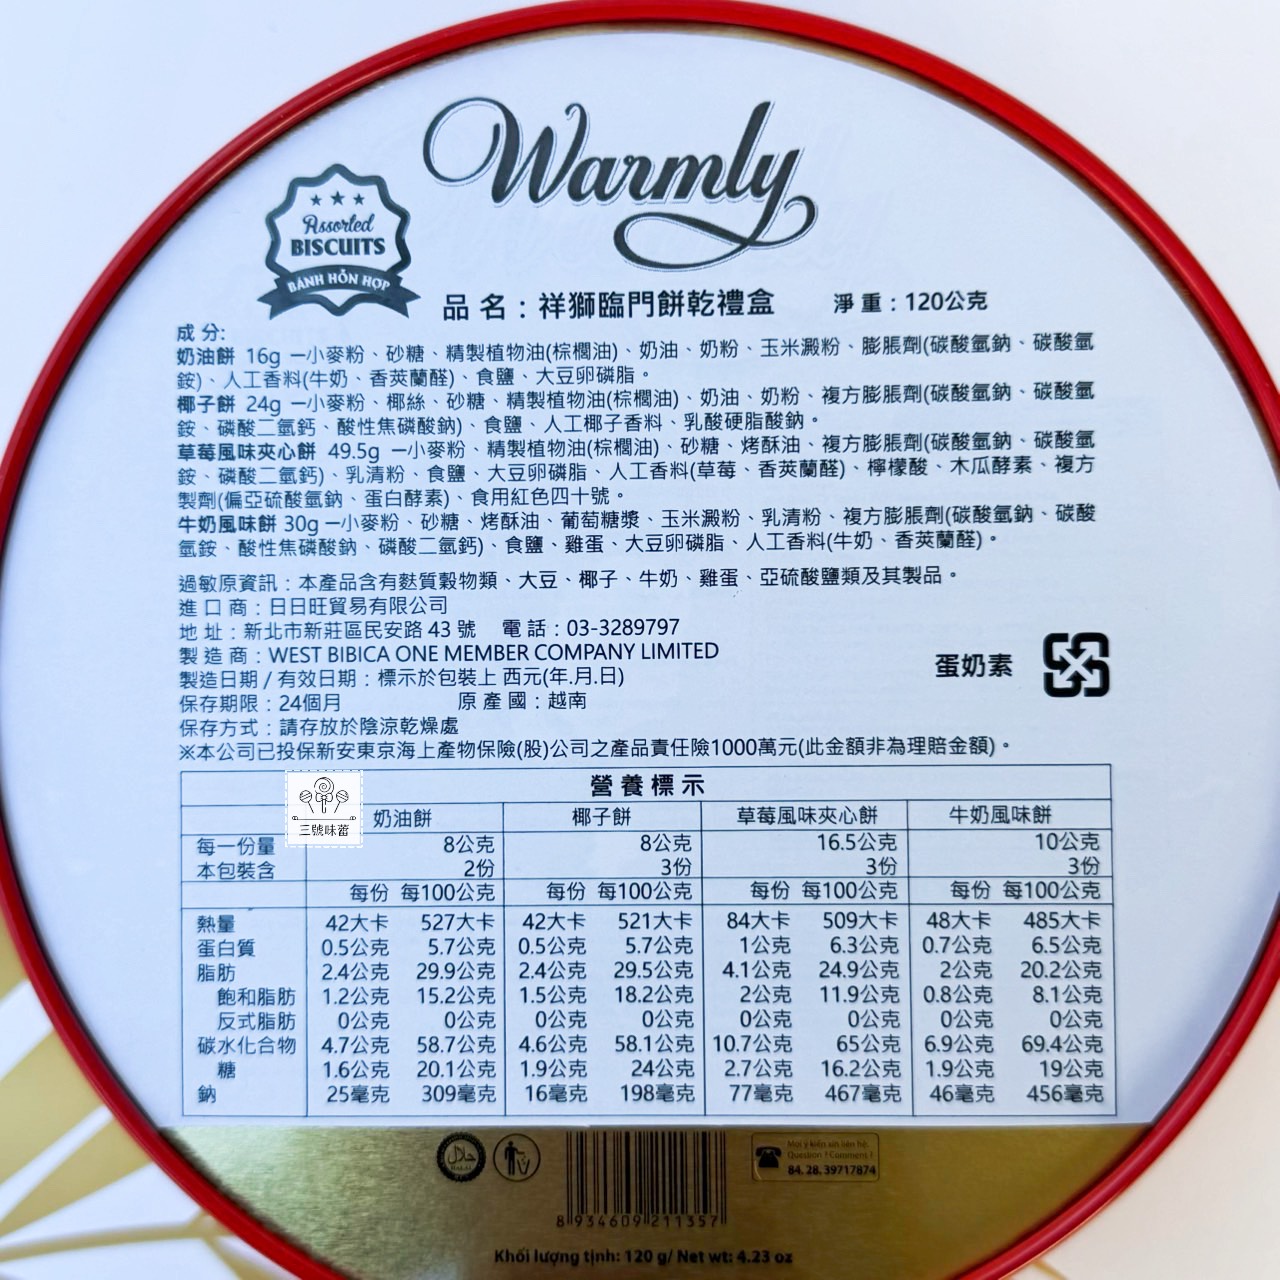 Warmly
Assorted
BISCUITS
BÁNH HỖN HỢP
品名：祥獅臨門餅乾禮盒 淨重：120公克
成分:
奶油餅 16g －小麥粉、砂糖、精製植物油(棕櫚油)、奶油、奶粉、玉米澱粉、膨脹劑(碳酸氫鈉、碳酸氫
銨)、人工香料(牛奶、香莢蘭醛)、食鹽、大豆卵磷脂。
椰子餅 24g －小麥粉、椰絲、砂糖、精製植物油(棕櫚油)、奶油、奶粉、複方膨脹劑(碳酸氫鈉、碳酸氫
銨、磷酸二氫鈣、酸性焦磷酸鈉)、食鹽、人工椰子香料、乳酸硬脂酸鈉。
草莓風味夾心餅 49.5g －小麥粉、精製植物油(棕櫚油)、砂糖、烤酥油、複方膨脹劑(碳酸氫鈉、碳酸氫
銨、磷酸二氫鈣)、乳清粉、食鹽、大豆卵磷脂、人工香料(草莓、香莢蘭醛)、檸檬酸、木瓜酵素、複方
製劑(偏亞硫酸氫鈉、蛋白酵素)、食用紅色四十號。
牛奶風味餅 30g －小麥粉、砂糖、烤酥油、葡萄糖漿、玉米澱粉、乳清粉、複方膨脹劑(碳酸氫鈉、碳酸
氫銨、酸性焦磷酸鈉、磷酸二氫鈣)、食鹽、雞蛋、大豆卵磷脂、人工香料(牛奶、香莢蘭醛)。
過敏原資訊：本產品含有麩質穀物類、大豆、椰子、牛奶、雞蛋、亞硫酸鹽類及其製品。
進口商：日日旺貿易有限公司
地址：新北市新莊區民安路 43 號 電話：03-3289797
製造商：WEST BIBICA ONE MEMBER COMPANY LIMITED
製造日期 / 有效日期：標示於包裝上 西元(年.月.日)
保存期限：24個月 原產國：越南
蛋奶素
保存方式：請存放於陰涼乾燥處
※本公司已投保新安東京海上產物保險(股)公司之產品責任險1000萬元(此金額非為理賠金額)。
營養標示
三號味蕾
奶油餅 椰子餅 草莓風味夾心餅 牛奶風味餅
每一份量 8公克 8公克 16.5公克 10公克
本包裝含 2份 3份 3份 3份
每份 每100公克 每份 每100公克 每份 每100公克 每份 每100公克
熱量 42大卡 527大卡 42大卡 521大卡 84大卡 509大卡 48大卡 485大卡
蛋白質 0.5公克 5.7公克 0.5公克 5.7公克 1公克 6.3公克 0.7公克 6.5公克
脂肪 2.4公克 29.9公克 2.4公克 29.5公克 4.1公克 24.9公克 2公克 20.2公克
飽和脂肪 1.2公克 15.2公克 1.5公克 18.2公克 2公克 11.9公克 0.8公克 8.1公克
反式脂肪 0公克 0公克 0公克 0公克 0公克 0公克 0公克 0公克
碳水化合物 4.7公克 58.7公克 4.6公克 58.1公克 10.7公克 65公克 6.9公克 69.4公克
糖 1.6公克 20.1公克 1.9公克 24公克 2.7公克 16.2公克 1.9公克 19公克
鈉 25毫克 309毫克 16毫克 198毫克 77毫克 467毫克 46毫克 456毫克
حلال
HALAL
Mọi ý kiến xin liên hệ:
Question ? Comment !
84. 28. 39717874
8 934609 211357
Khối lượng tịnh: 120 g/ Net wt: 4.23 oz